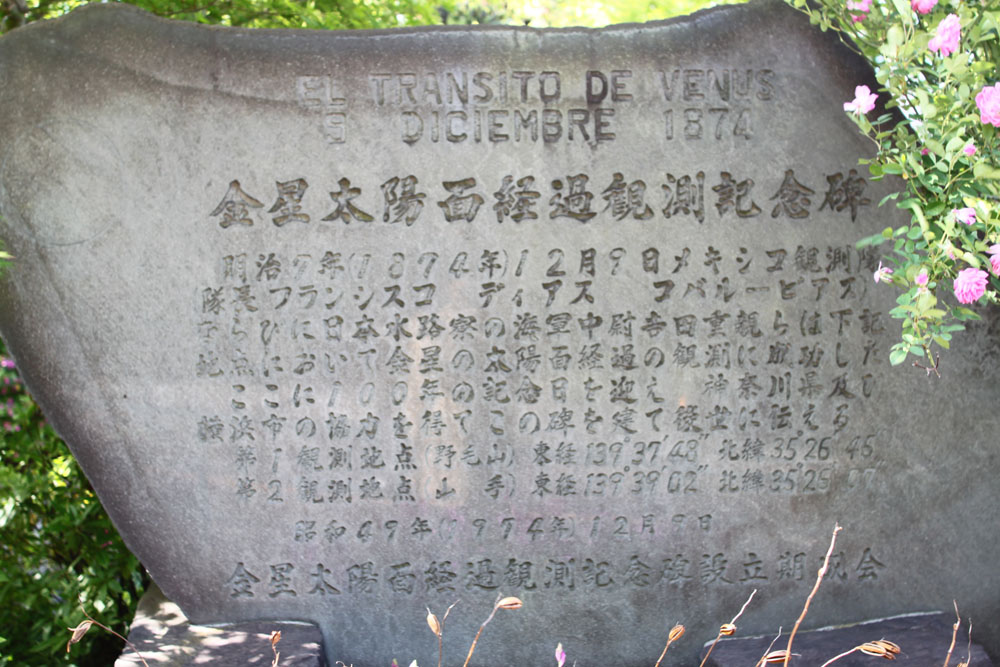 EL TRANSITO DE VENUS
9 DICIEMBRE 1874
金星太陽面経過観測記念碑
明治7年(1874年)12月9日メキシコ観測隊
隊長フランシスコ ディアス コバルービアス
ならびに日本水路寮の海軍中尉吉田重親らは下記
地点において金星の太陽面経過の観測に成功した
ここに100年の記念日を迎え 神奈川県及び
横浜市の協力を得てこの碑を建て後世に伝える
第1観測地点(野毛山)東経139°37′48″北緯35°26′45
第2観測地点(山 手)東経139°39′02″北緯35°26′
昭和49年(1974年)12月9日
金星太陽面経過観測記念碑設立期成会